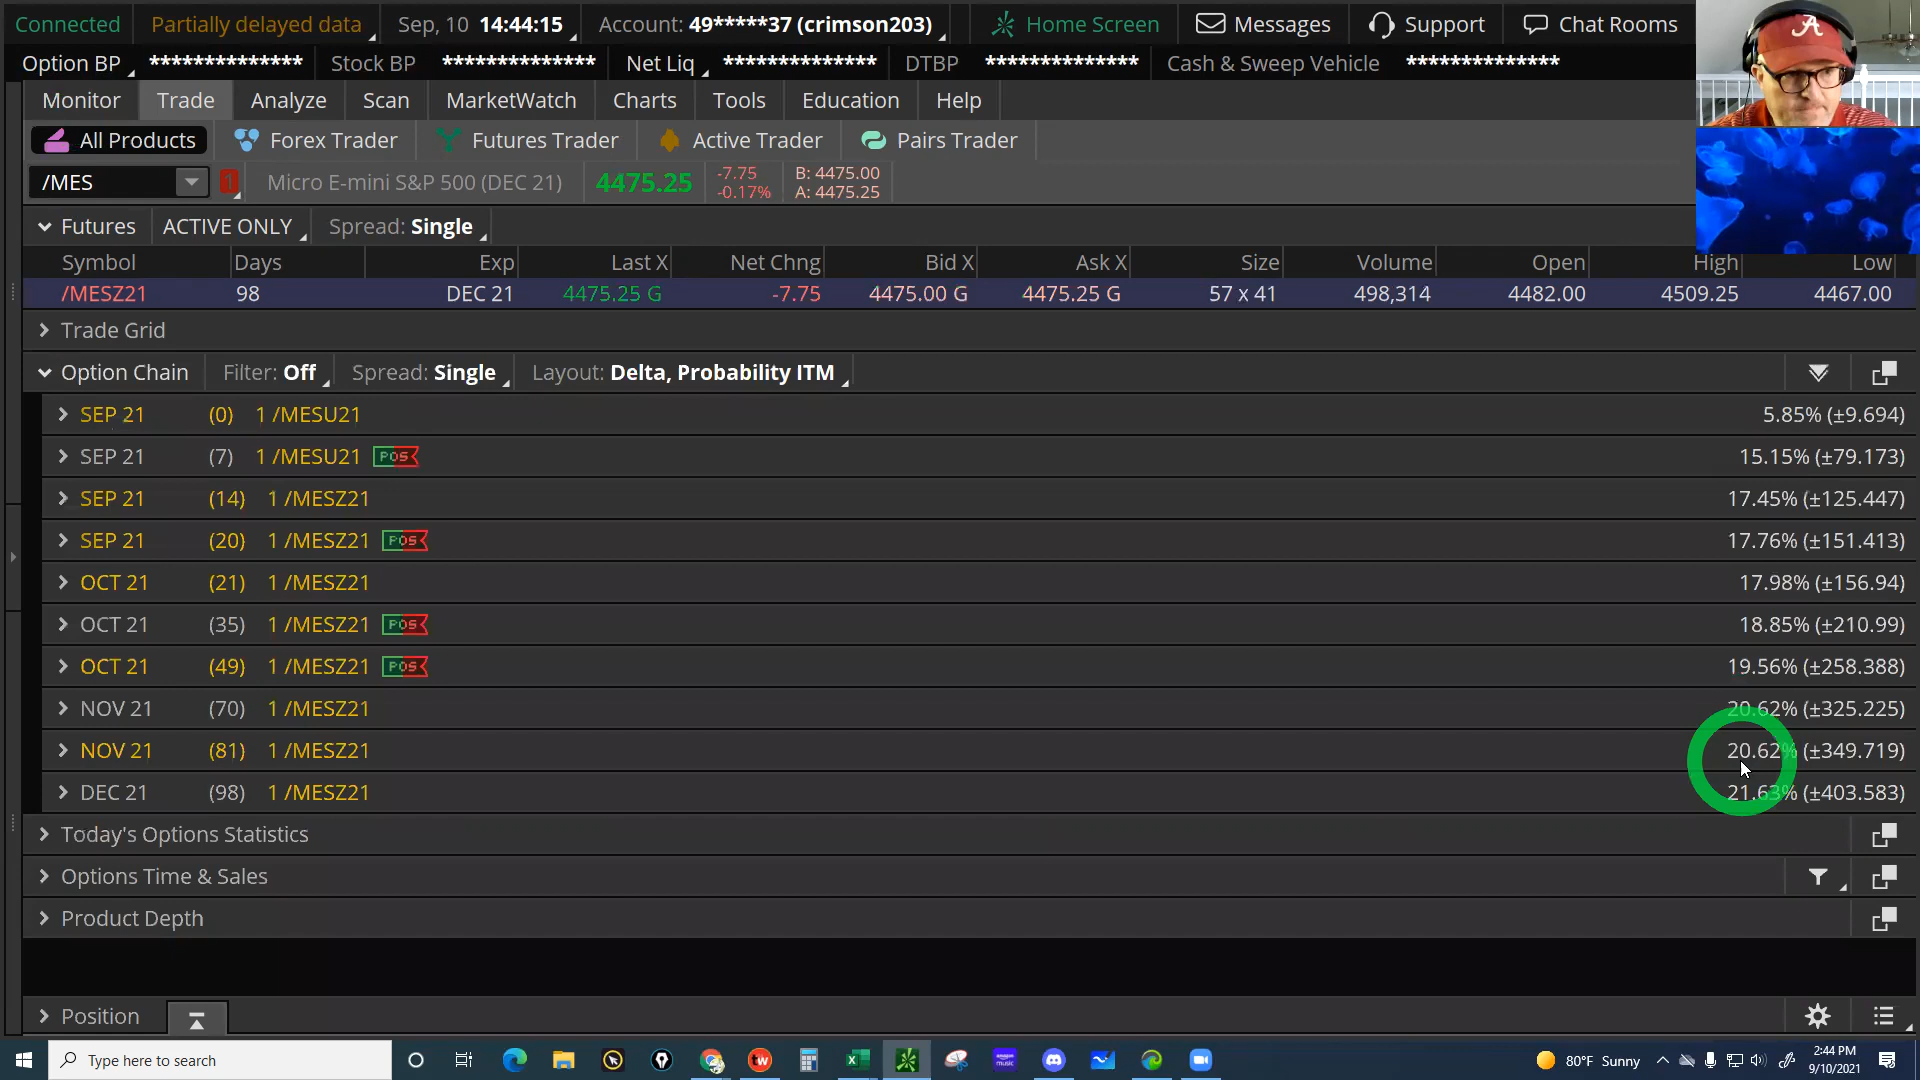 Connected Partially delayed data Sep, 10 14:44:15 Account: 49*****37 (crimson203) Home Screen Messages Support Chat Rooms
Option BP ************** Stock BP ************** Net Liq ************** DTBP ************** Cash & Sweep Vehicle **************
Monitor Trade Analyze Scan MarketWatch Charts Tools Education Help
All Products Forex Trader Futures Trader Active Trader Pairs Trader
/MES 1 Micro E-mini S&P 500 (DEC 21) 4475.25 -7.75 B: 4475.00
-0.17% A: 4475.25
Futures ACTIVE ONLY Spread: Single
Symbol Days Exp Last X Net Chng Bid X Ask X Size Volume Open High Low
/MESZ21 98 DEC 21 4475.25 G -7.75 4475.00 G 4475.25 G 57 x 41 498,314 4482.00 4509.25 4467.00
Trade Grid
Option Chain Filter: Off Spread: Single Layout: Delta, Probability ITM
SEP 21 (0) 1 /MESU21 5.85% (±9.694)
SEP 21 (7) 1 /MESU21 POS 15.15% (±79.173)
SEP 21 (14) 1 /MESZ21 17.45% (±125.447)
SEP 21 (20) 1 /MESZ21 POS 17.76% (±151.413)
OCT 21 (21) 1 /MESZ21 17.98% (±156.94)
OCT 21 (35) 1 /MESZ21 POS 18.85% (±210.99)
OCT 21 (49) 1 /MESZ21 POS 19.56% (±258.388)
NOV 21 (70) 1 /MESZ21 20.62% (±325.225)
NOV 21 (81) 1 /MESZ21 20.62% (±349.719)
DEC 21 (98) 1 /MESZ21 21.63% (±403.583)
Today's Options Statistics
Options Time & Sales
Product Depth
Position
Type here to search 80°F Sunny 2:44 PM
9/10/2021